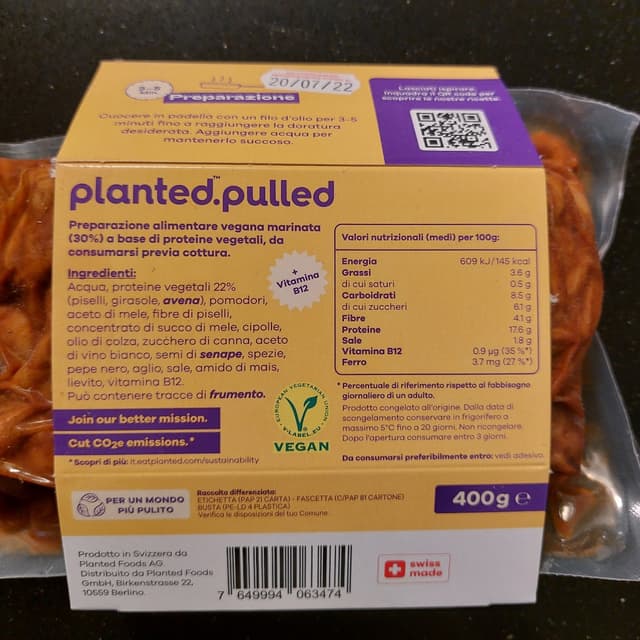 3-5
MIN.
20/07/22
Preparazione
Cuocere in padella con un filo d'olio per 3-5
minuti fino a raggiungere la doratura
desiderata. Aggiungere acqua per
mantenerlo succoso.
Lasciati ispirare.
Inquadra il QR code per
scoprire le nostre ricette.
planted.™pulled
Preparazione alimentare vegana marinata
(30%) a base di proteine vegetali, da
consumarsi previa cottura.
Ingredienti:
Acqua, proteine vegetali 22%
(piselli, girasole, avena), pomodori,
aceto di mele, fibre di piselli,
concentrato di succo di mele, cipolle,
olio di colza, zucchero di canna, aceto
di vino bianco, semi di senape, spezie,
pepe nero, aglio, sale, amido di mais,
lievito, vitamina B12.
Può contenere tracce di frumento.
+
Vitamina
B12
Join our better mission.
Cut CO₂e emissions.*
*Scopri di più: it.eatplanted.com/sustainability
EUROPEAN VEGETARIAN UNION
V-LABEL.EU
VEGAN
Valori nutrizionali (medi) per 100g:
Energia 609 kJ/145 kcal
Grassi 3.6 g
di cui saturi 0.5 g
Carboidrati 8.5 g
di cui zuccheri 6.1 g
Fibre 4.1 g
Proteine 17.6 g
Sale 1.8 g
Vitamina B12 0.9 µg (35 %*)
Ferro 3.7 mg (27 %*)
* Percentuale di riferimento rispetto al fabbisogno
giornaliero di un adulto.
Prodotto congelato all'origine. Dalla data di
scongelamento conservare in frigorifero a
massimo 5°C fino a 20 giorni. Non ricongelare.
Dopo l'apertura consumare entro 3 giorni.
Da consumarsi preferibilmente entro: vedi adesivo.
PER UN MONDO
PIÙ PULITO
Raccolta differenziata:
ETICHETTA (PAP 21 CARTA) - FASCETTA (C/PAP 81 CARTONE)
BUSTA (PE-LD 4 PLASTICA)
Verifica le disposizioni del tuo Comune.
400g ℮
Prodotto in Svizzera da
Planted Foods AG.
Distribuito da Planted Foods
GmbH, Birkenstrasse 22,
10559 Berlino.
7 649994 063474
swiss
made